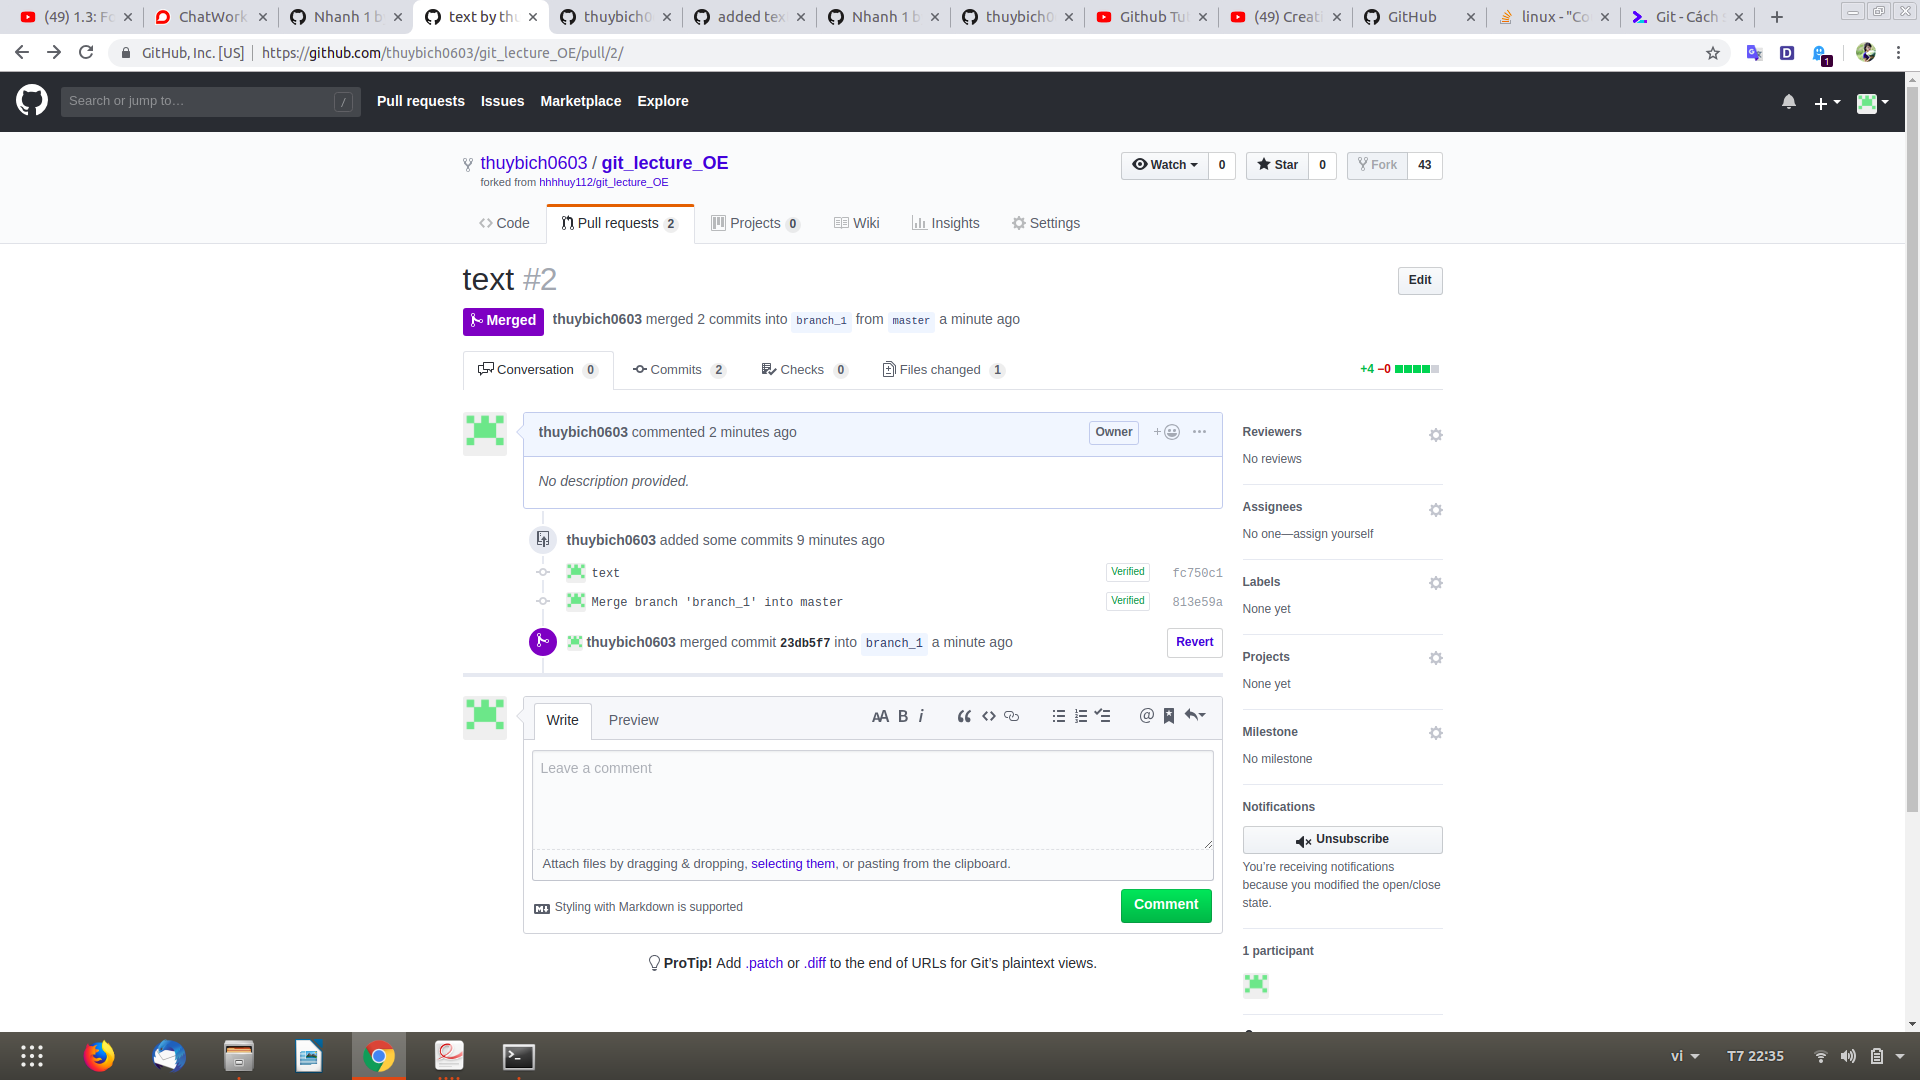 (49) 1.3: Fo
ChatWork
Nhanh 1 b
text by thu
thuybich0
added tex
Nhanh 1 b
thuybich0
Github Tu
(49) Creati
GitHub
linux - "Co
Git - Cách s
GitHub, Inc. [US] https://github.com/thuybich0603/git_lecture_OE/pull/2/
1
Search or jump to… /
Pull requests Issues Marketplace Explore
thuybich0603 / git_lecture_OE
forked from hhhhuy112/git_lecture_OE
Watch 0 Star 0 Fork 43
Code Pull requests 2 Projects 0 Wiki Insights Settings
text #2
Edit
Merged thuybich0603 merged 2 commits into branch_1 from master a minute ago
Conversation 0 Commits 2 Checks 0 Files changed 1
+4 −0
thuybich0603 commented 2 minutes ago
Owner
No description provided.
thuybich0603 added some commits 9 minutes ago
text Verified fc750c1
Merge branch 'branch_1' into master Verified 813e59a
thuybich0603 merged commit 23db5f7 into branch_1 a minute ago
Revert
Write Preview
AA B i
Leave a comment
Attach files by dragging & dropping, selecting them, or pasting from the clipboard.
Styling with Markdown is supported
Comment
ProTip! Add .patch or .diff to the end of URLs for Git’s plaintext views.
Reviewers
No reviews
Assignees
No one—assign yourself
Labels
None yet
Projects
None yet
Milestone
No milestone
Notifications
Unsubscribe
You’re receiving notifications
because you modified the open/close
state.
1 participant
vi
T7 22:35